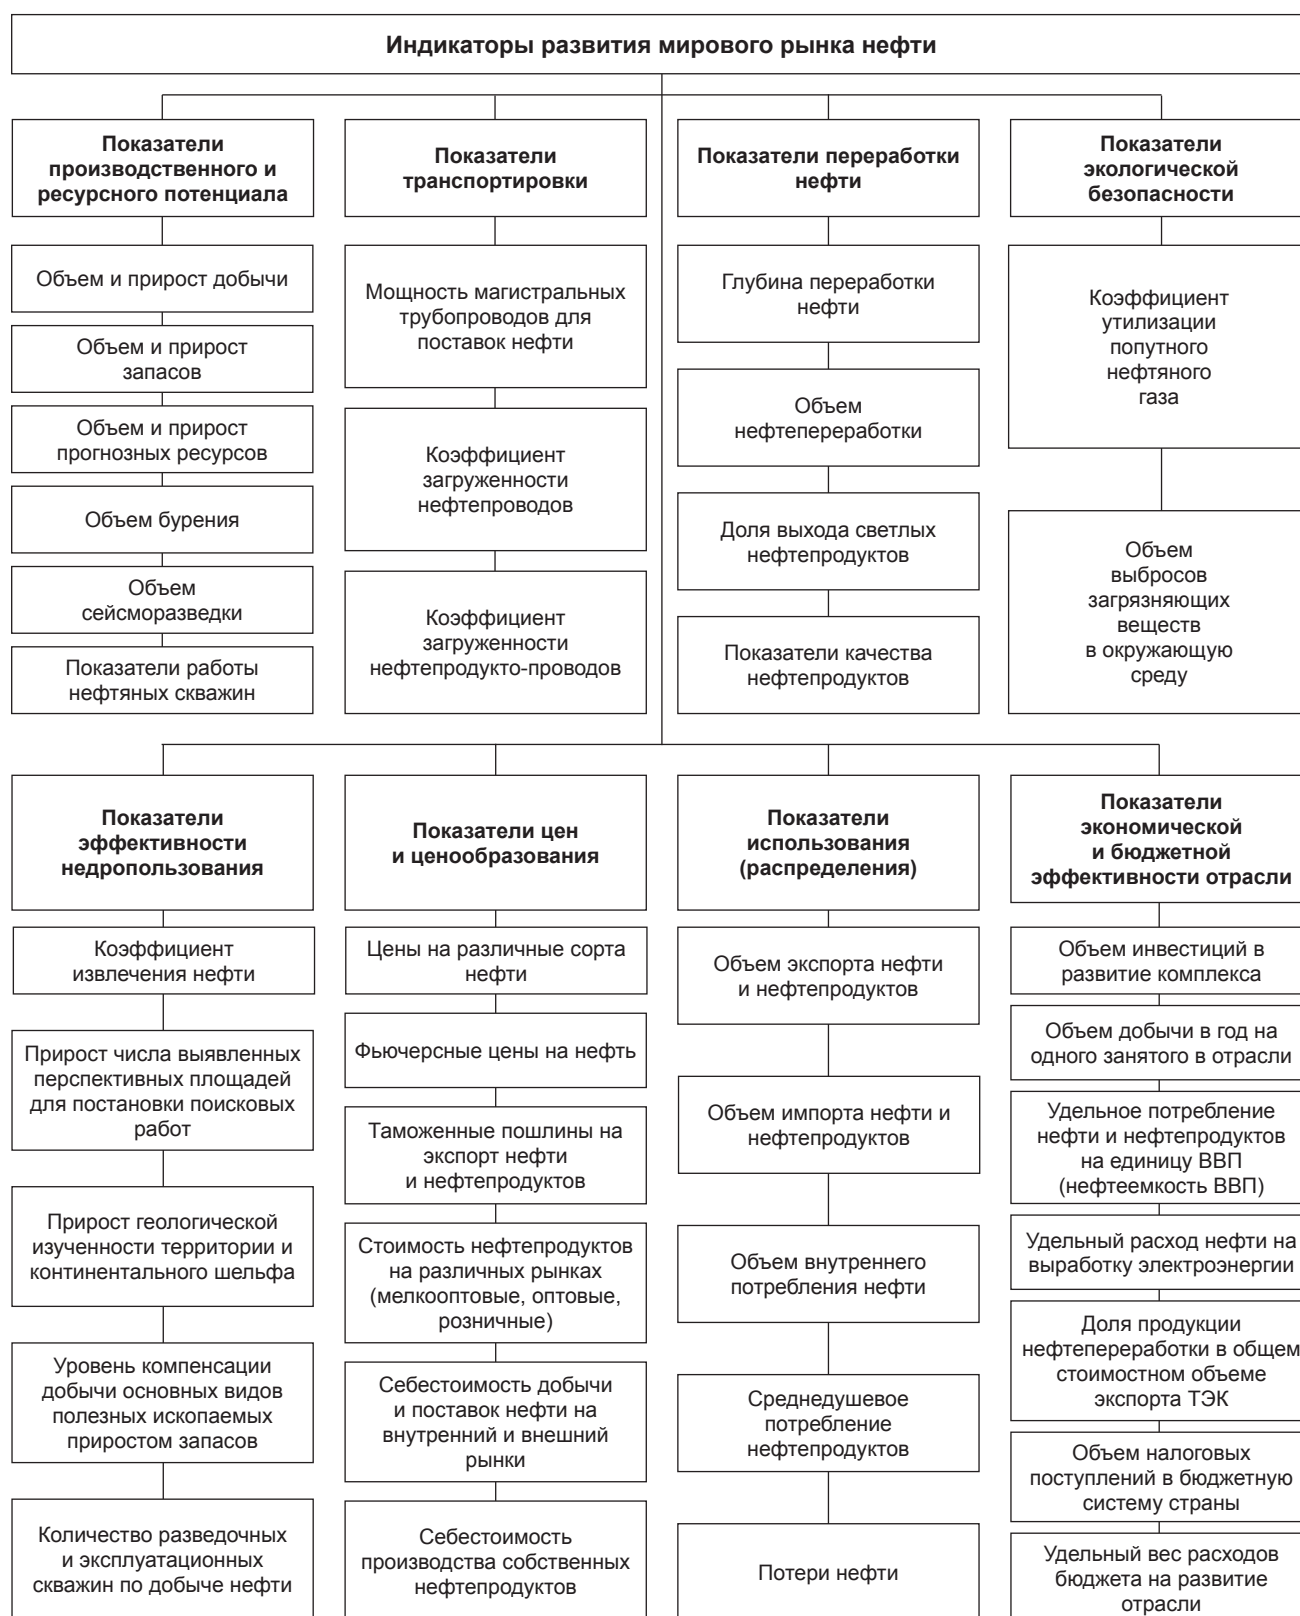 Индикаторы развития мирового рынка нефти
Показатели
производственного и
ресурсного потенциала
Объем и прирост добычи
Объем и прирост
запасов
Объем и прирост
прогнозных ресурсов
Объем бурения
Объем
сейсморазведки
Показатели работы
нефтяных скважин
Показатели
транспортировки
Мощность магистральных
трубопроводов для
поставок нефти
Коэффициент
загруженности
нефтепроводов
Коэффициент
загруженности
нефтепродукто-проводов
Показатели переработки
нефти
Глубина переработки
нефти
Объем
нефтепереработки
Доля выхода светлых
нефтепродуктов
Показатели качества
нефтепродуктов
Показатели
экологической
безопасности
Коэффициент
утилизации
попутного
нефтяного
газа
Объем
выбросов
загрязняющих
веществ
в окружающую
среду
Показатели
эффективности
недропользования
Коэффициент
извлечения нефти
Прирост числа выявленных
перспективных площадей
для постановки поисковых
работ
Прирост геологической
изученности территории и
континентального шельфа
Уровень компенсации
добычи основных видов
полезных ископаемых
приростом запасов
Количество разведочных
и эксплуатационных
скважин по добыче нефти
Показатели цен
и ценообразования
Цены на различные сорта
нефти
Фьючерсные цены на нефть
Таможенные пошлины на
экспорт нефти
и нефтепродуктов
Стоимость нефтепродуктов
на различных рынках
(мелкооптовые, оптовые,
розничные)
Себестоимость добычи
и поставок нефти на
внутренний и внешний
рынки
Себестоимость
производства собственных
нефтепродуктов
Показатели
использования
(распределения)
Объем экспорта нефти
и нефтепродуктов
Объем импорта нефти и
нефтепродуктов
Объем внутреннего
потребления нефти
Среднедушевое
потребление
нефтепродуктов
Потери нефти
Показатели
экономической
и бюджетной
эффективности отрасли
Объем инвестиций в
развитие комплекса
Объем добычи в год на
одного занятого в отрасли
Удельное потребление
нефти и нефтепродуктов
на единицу ВВП
(нефтеемкость ВВП)
Удельный расход нефти на
выработку электроэнергии
Доля продукции
нефтепереработки в общем
стоимостном объеме
экспорта ТЭК
Объем налоговых
поступлений в бюджетную
систему страны
Удельный вес расходов
бюджета на развитие
отрасли